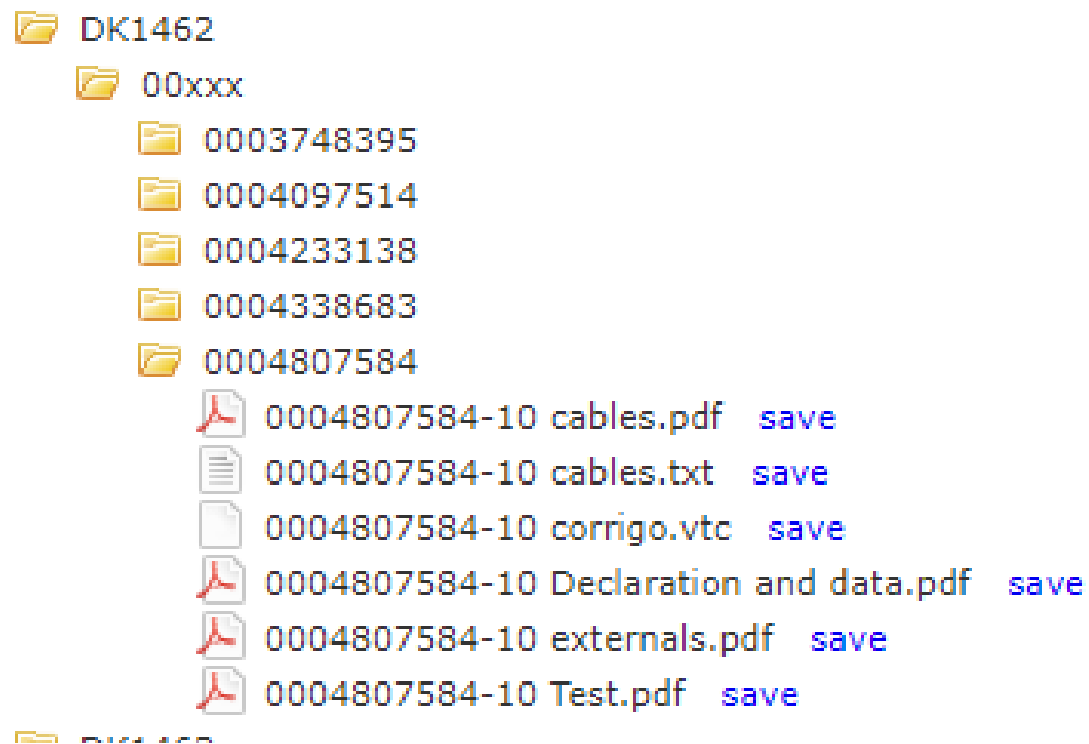 DK1462
00xxx
0003748395
0004097514
0004233138
0004338683
0004807584
0004807584-10 cables.pdf save
0004807584-10 cables.txt save
0004807584-10 corrigo.vtc save
0004807584-10 Declaration and data.pdf save
0004807584-10 externals.pdf save
0004807584-10 Test.pdf save